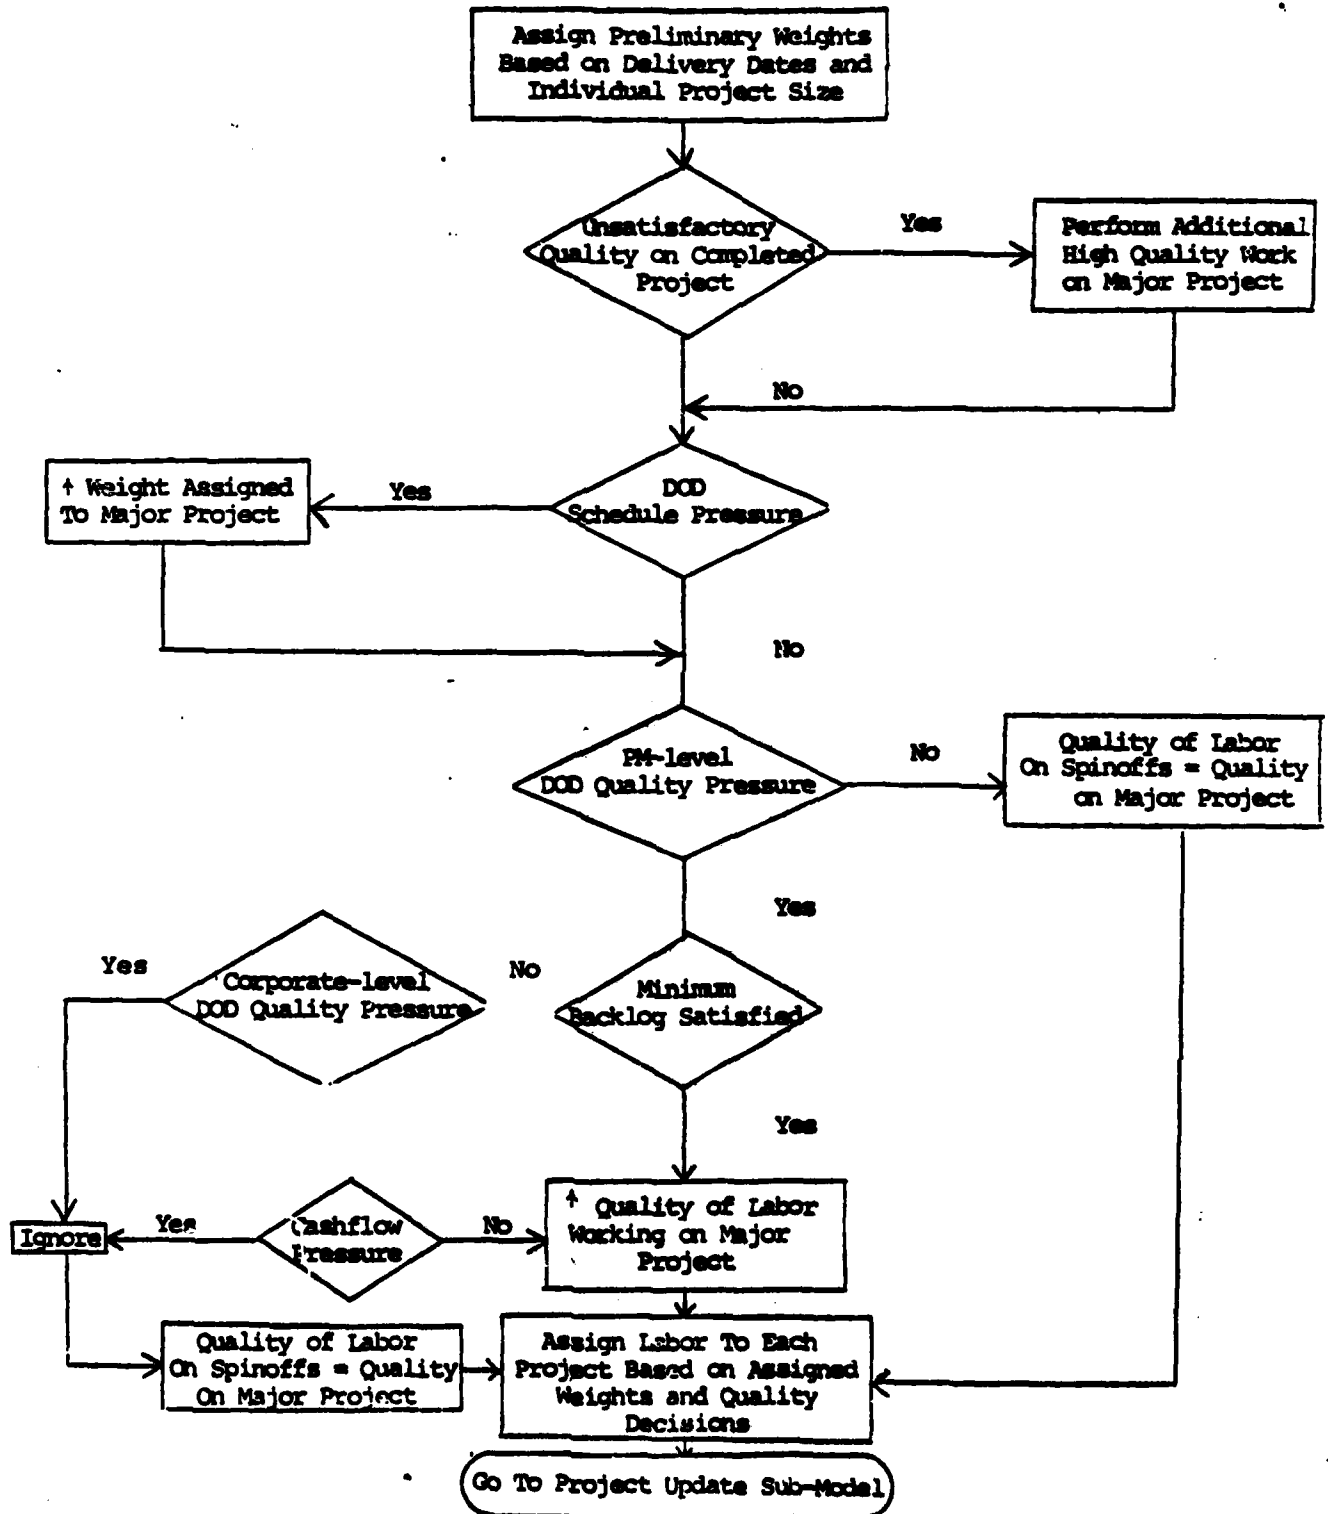 Assign Preliminary Weights
Based on Delivery Dates and
Individual Project Size
Unsatisfactory
Quality on Completed
Project
Yes
Perform Additional
High Quality Work
on Major Project
No
↑ Weight Assigned
To Major Project
Yes
DOD
Schedule Pressure
No
PM-level
DOD Quality Pressure
No
Quality of Labor
On Spinoffs = Quality
on Major Project
Yes
Yes
Corporate-level
DOD Quality Pressure
No
Minimum
Backlog Satisfied
Yes
Ignore
Yes
Cashflow
Pressure
No
↑ Quality of Labor
Working on Major
Project
Quality of Labor
On Spinoffs = Quality
On Major Project
Assign Labor To Each
Project Based on Assigned
Weights and Quality
Decisions
Go To Project Update Sub-Model